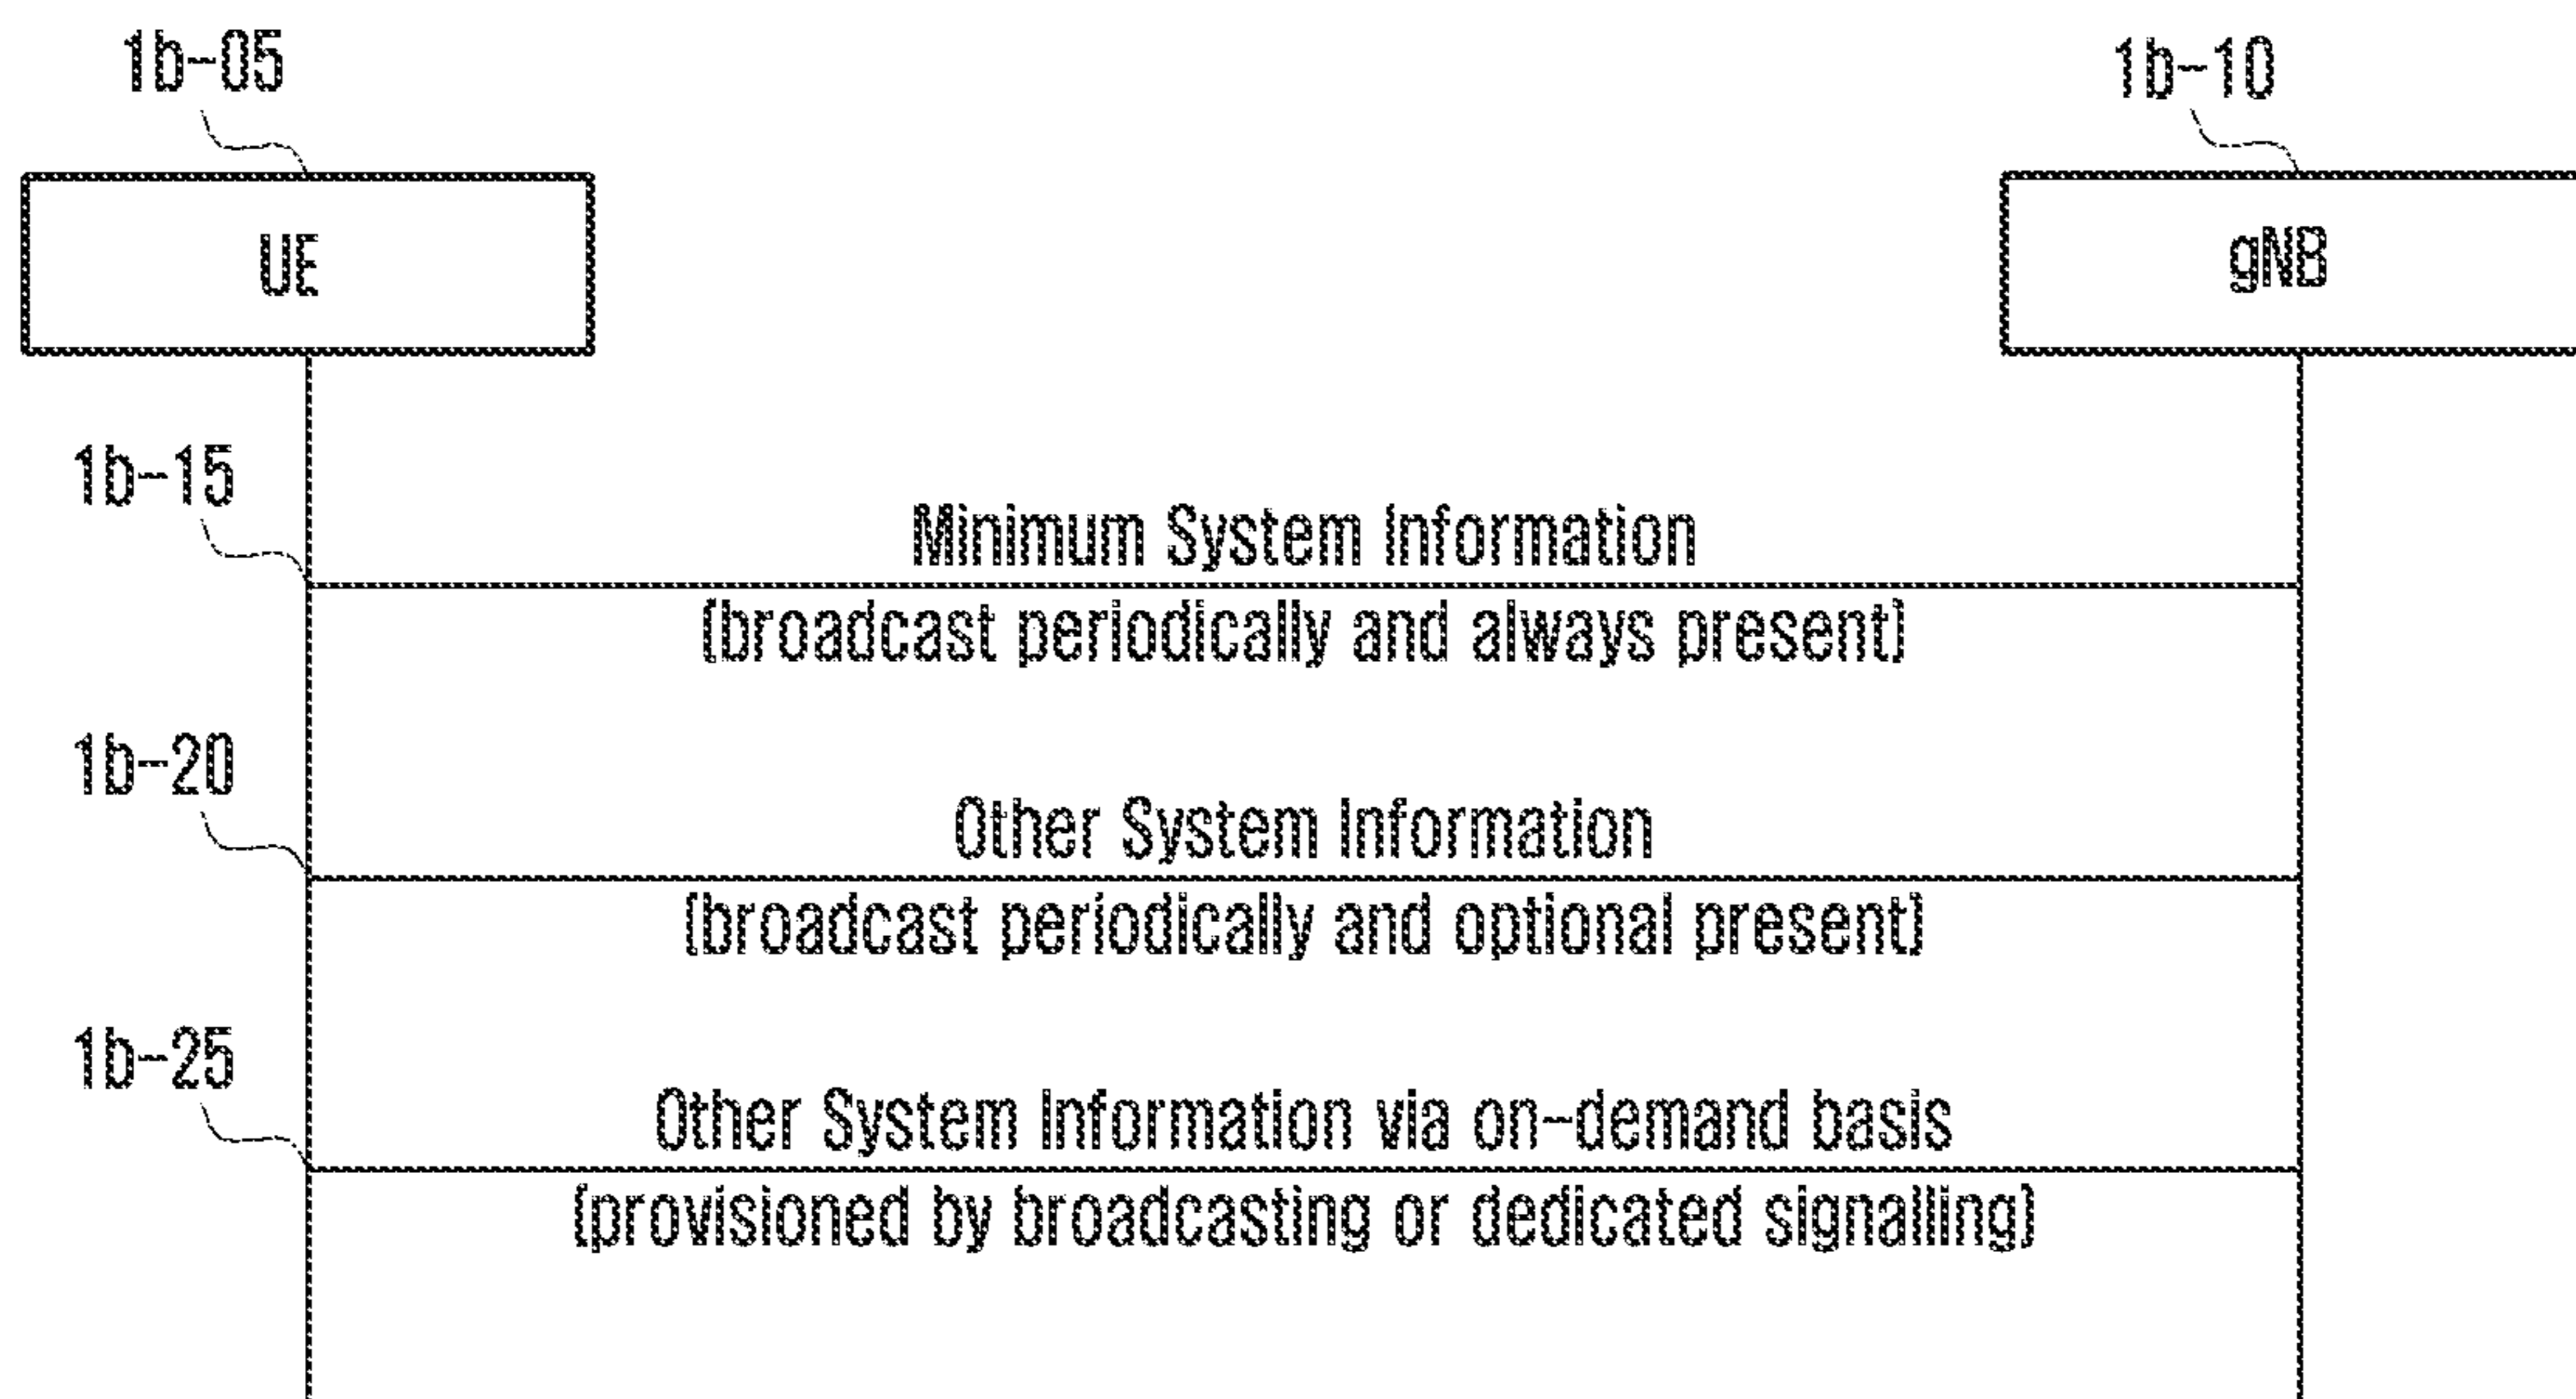 1b-05
1b-10
UE
gNB
1b-15
Minimum System Information
(broadcast periodically and always present)
1b-20
Other System Information
(broadcast periodically and optional present)
1b-25
Other System Information via on-demand basis
(provisioned by broadcasting or dedicated signalling)